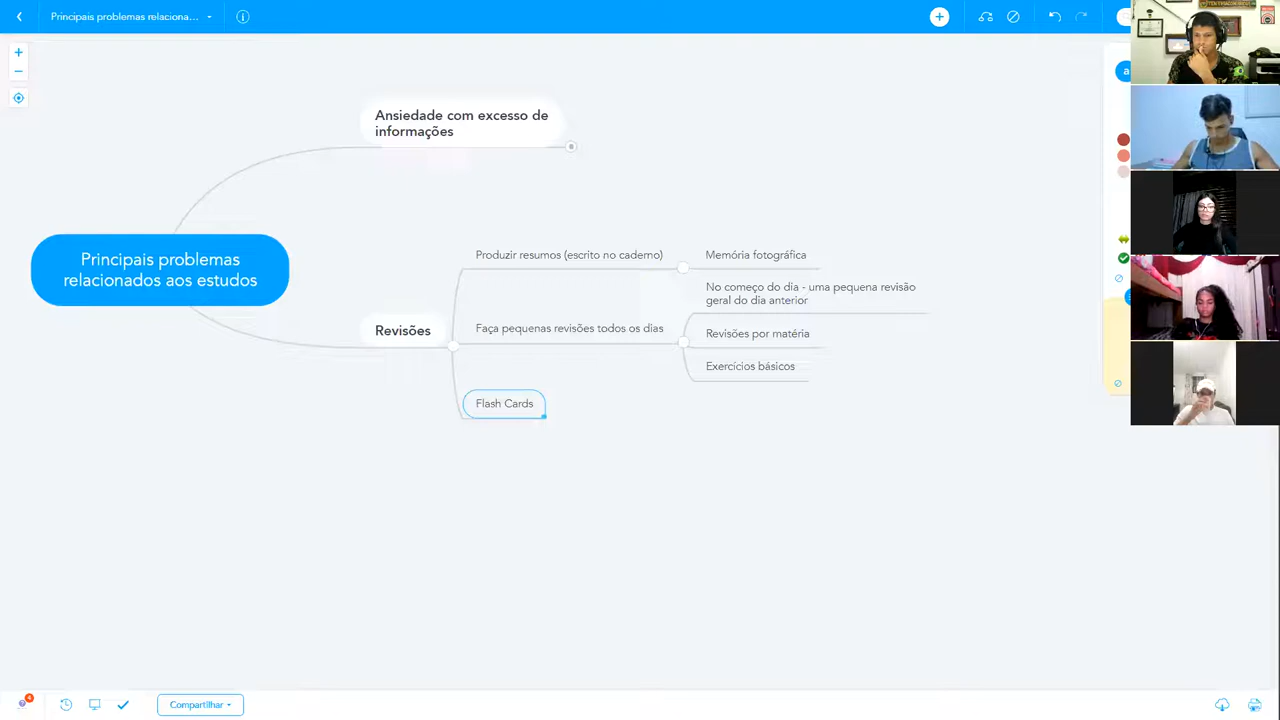 Principais problemas relaciona...
Ansiedade com excesso de
informações
Principais problemas
relacionados aos estudos
Revisões
Produzir resumos (escrito no caderno)
Memória fotográfica
Faça pequenas revisões todos os dias
No começo do dia - uma pequena revisão
geral do dia anterior
Revisões por matéria
Exercícios básicos
Flash Cards
a
4
Compartilhar